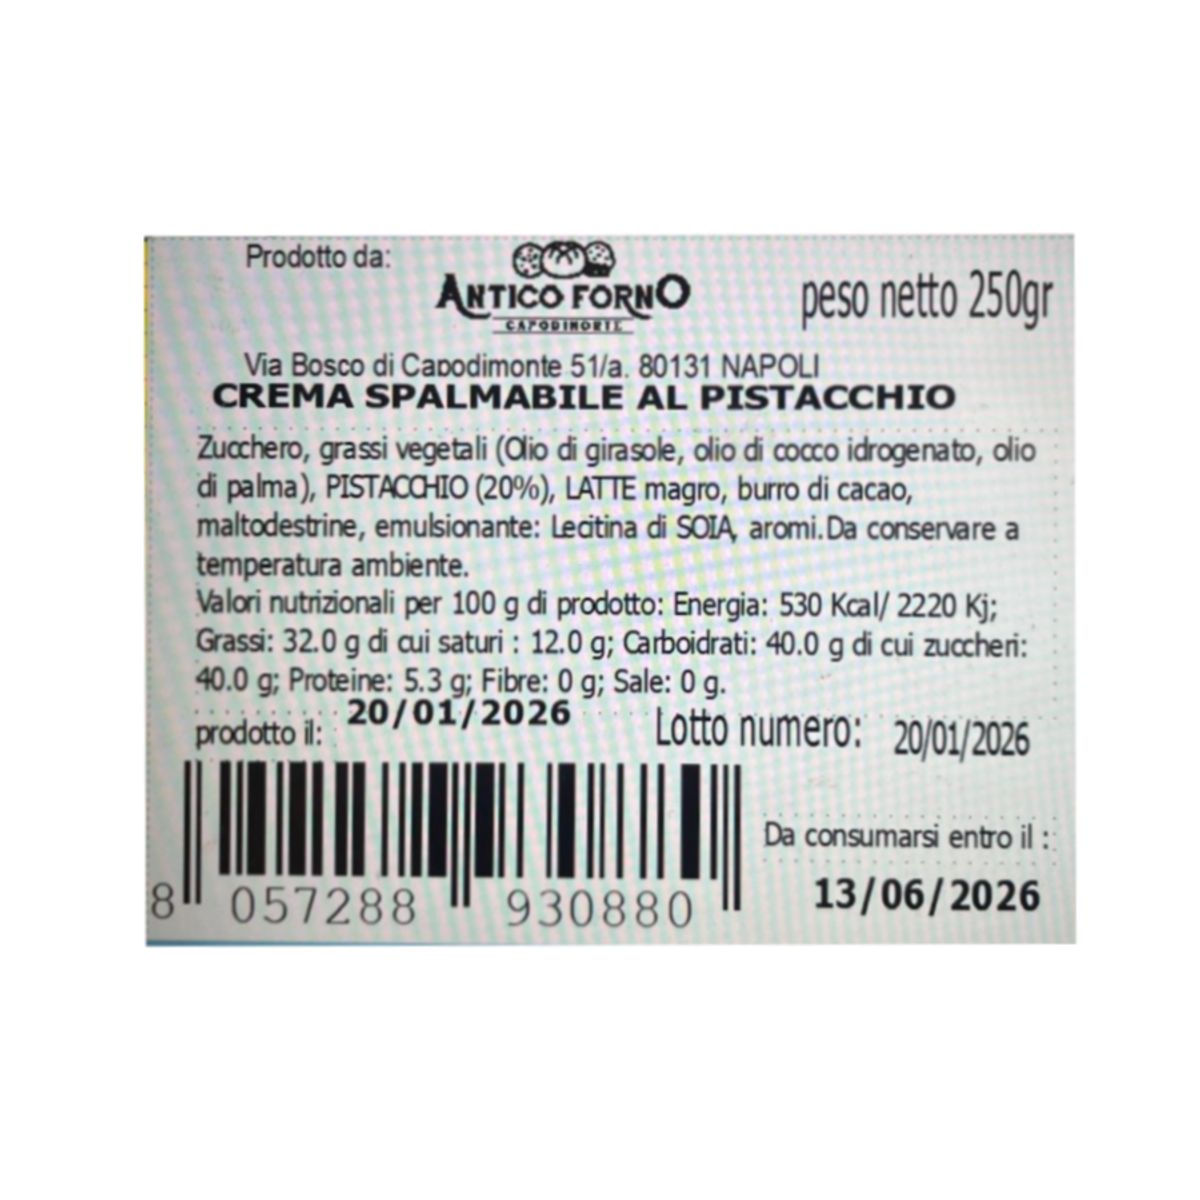 Prodotto da:
ANTICO FORNO
CAPODIMONTE
peso netto 250gr
Via Bosco di Capodimonte 51/a. 80131 NAPOLI
CREMA SPALMABILE AL PISTACCHIO
Zucchero, grassi vegetali (Olio di girasole, olio di cocco idrogenato, olio
di palma), PISTACCHIO (20%), LATTE magro, burro di cacao,
maltodestrine, emulsionante: Lecitina di SOIA, aromi.Da conservare a
temperatura ambiente.
Valori nutrizionali per 100 g di prodotto: Energia: 530 Kcal/ 2220 Kj;
Grassi: 32.0 g di cui saturi : 12.0 g; Carboidrati: 40.0 g di cui zuccheri:
40.0 g; Proteine: 5.3 g; Fibre: 0 g; Sale: 0 g.
prodotto il: 20/01/2026
Lotto numero: 20/01/2026
Da consumarsi entro il :
13/06/2026
8 057288 930880